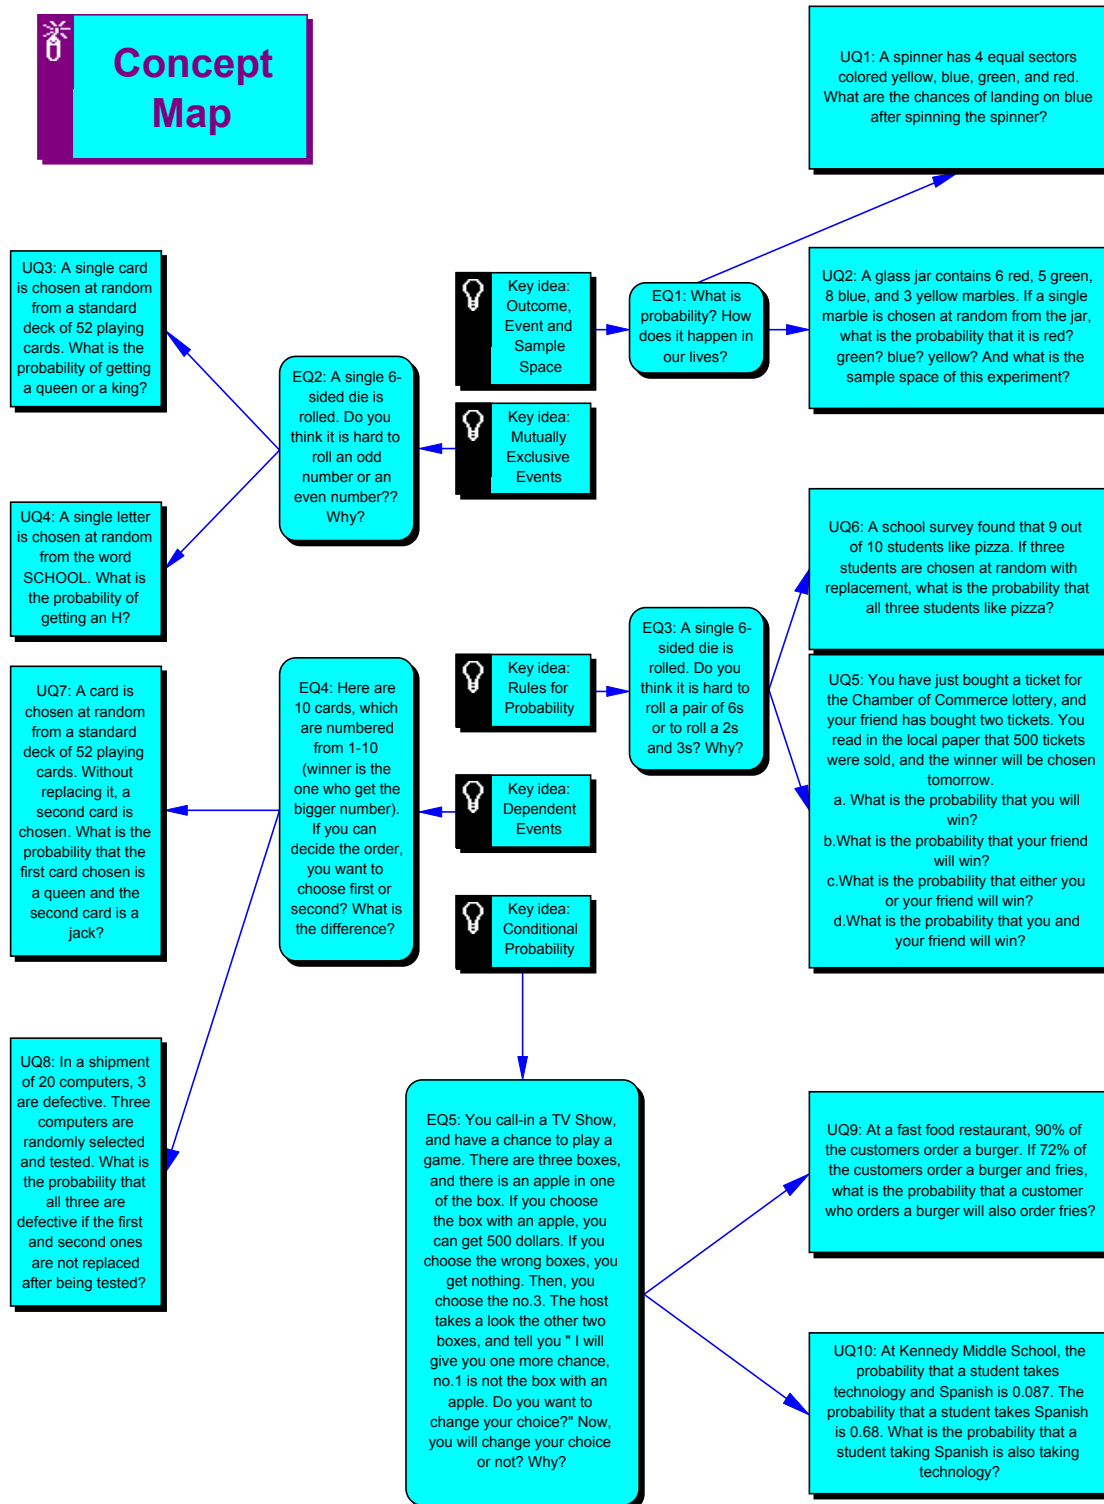 Concept
Map
UQ1: A spinner has 4 equal sectors
colored yellow, blue, green, and red.
What are the chances of landing on blue
after spinning the spinner?
UQ3: A single card
is chosen at random
from a standard
deck of 52 playing
cards. What is the
probability of getting
a queen or a king?
Key idea:
Outcome,
Event and
Sample
Space
EQ1: What is
probability? How
does it happen in
our lives?
UQ2: A glass jar contains 6 red, 5 green,
8 blue, and 3 yellow marbles. If a single
marble is chosen at random from the jar,
what is the probability that it is red?
green? blue? yellow? And what is the
sample space of this experiment?
EQ2: A single 6-
sided die is
rolled. Do you
think it is hard to
roll an odd
number or an
even number??
Why?
Key idea:
Mutually
Exclusive
Events
UQ4: A single letter
is chosen at random
from the word
SCHOOL. What is
the probability of
getting an H?
UQ6: A school survey found that 9 out
of 10 students like pizza. If three
students are chosen at random with
replacement, what is the probability that
all three students like pizza?
EQ3: A single 6-
sided die is
rolled. Do you
think it is hard to
roll a pair of 6s
or to roll a 2s
and 3s? Why?
Key idea:
Rules for
Probability
UQ7: A card is
chosen at random
from a standard
deck of 52 playing
cards. Without
replacing it, a
second card is
chosen. What is the
probability that the
first card chosen is
a queen and the
second card is a
jack?
EQ4: Here are
10 cards, which
are numbered
from 1-10
(winner is the
one who get the
bigger number).
If you can
decide the order,
you want to
choose first or
second? What is
the difference?
UQ5: You have just bought a ticket for
the Chamber of Commerce lottery, and
your friend has bought two tickets. You
read in the local paper that 500 tickets
were sold, and the winner will be chosen
tomorrow.
a. What is the probability that you will
win?
b.What is the probability that your friend
will win?
c.What is the probability that either you
or your friend will win?
d.What is the probability that you and
your friend will win?
Key idea:
Dependent
Events
Key idea:
Conditional
Probability
UQ8: In a shipment
of 20 computers, 3
are defective. Three
computers are
randomly selected
and tested. What is
the probability that
all three are
defective if the first
and second ones
are not replaced
after being tested?
EQ5: You call-in a TV Show,
and have a chance to play a
game. There are three boxes,
and there is an apple in one
of the box. If you choose
the box with an apple, you
can get 500 dollars. If you
choose the wrong boxes, you
get nothing. Then, you
choose the no.3. The host
takes a look the other two
boxes, and tell you " I will
give you one more chance,
no.1 is not the box with an
apple. Do you want to
change your choice?" Now,
you will change your choice
or not? Why?
UQ9: At a fast food restaurant, 90% of
the customers order a burger. If 72% of
the customers order a burger and fries,
what is the probability that a customer
who orders a burger will also order fries?
UQ10: At Kennedy Middle School, the
probability that a student takes
technology and Spanish is 0.087. The
probability that a student takes Spanish
is 0.68. What is the probability that a
student taking Spanish is also taking
technology?